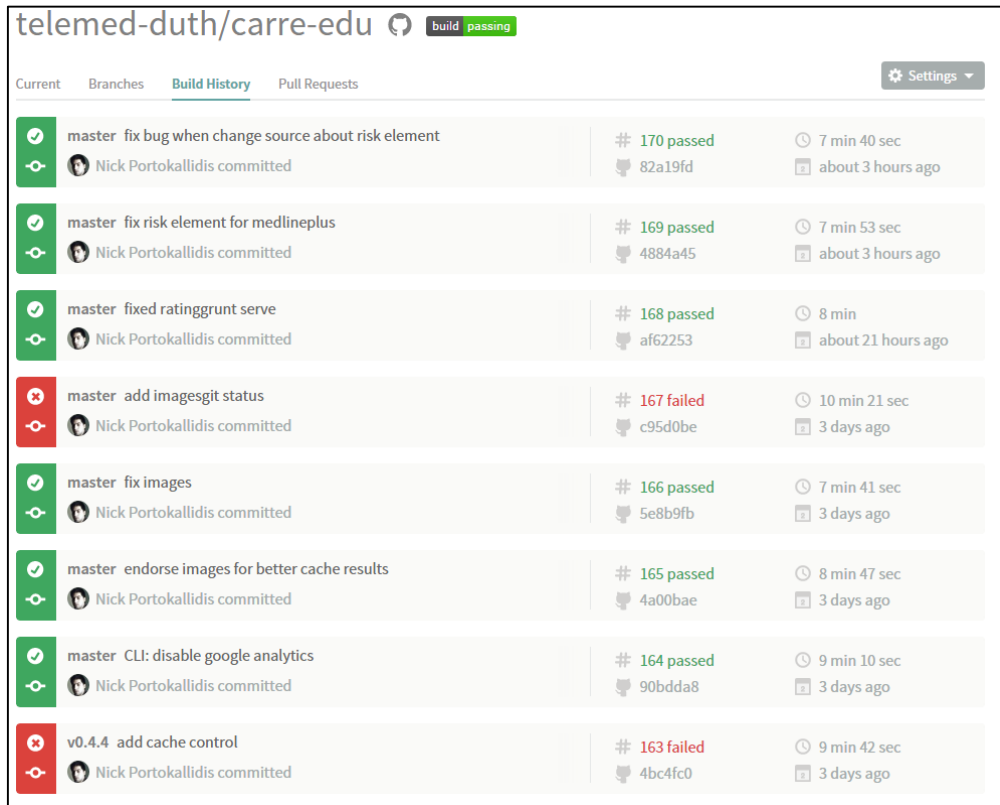 telemed-duth/carre-edu build passing
Current Branches Build History Pull Requests Settings
master fix bug when change source about risk element # 170 passed 7 min 40 sec
Nick Portokallidis committed 82a19fd about 3 hours ago
master fix risk element for medlineplus # 169 passed 7 min 53 sec
Nick Portokallidis committed 4884a45 about 3 hours ago
master fixed ratinggrunt serve # 168 passed 8 min
Nick Portokallidis committed af62253 about 21 hours ago
master add imagesgit status # 167 failed 10 min 21 sec
Nick Portokallidis committed c95d0be 3 days ago
master fix images # 166 passed 7 min 41 sec
Nick Portokallidis committed 5e8b9fb 3 days ago
master endorse images for better cache results # 165 passed 8 min 47 sec
Nick Portokallidis committed 4a00bae 3 days ago
master CLI: disable google analytics # 164 passed 9 min 10 sec
Nick Portokallidis committed 90bdda8 3 days ago
v0.4.4 add cache control # 163 failed 9 min 42 sec
Nick Portokallidis committed 4bc4fc0 3 days ago